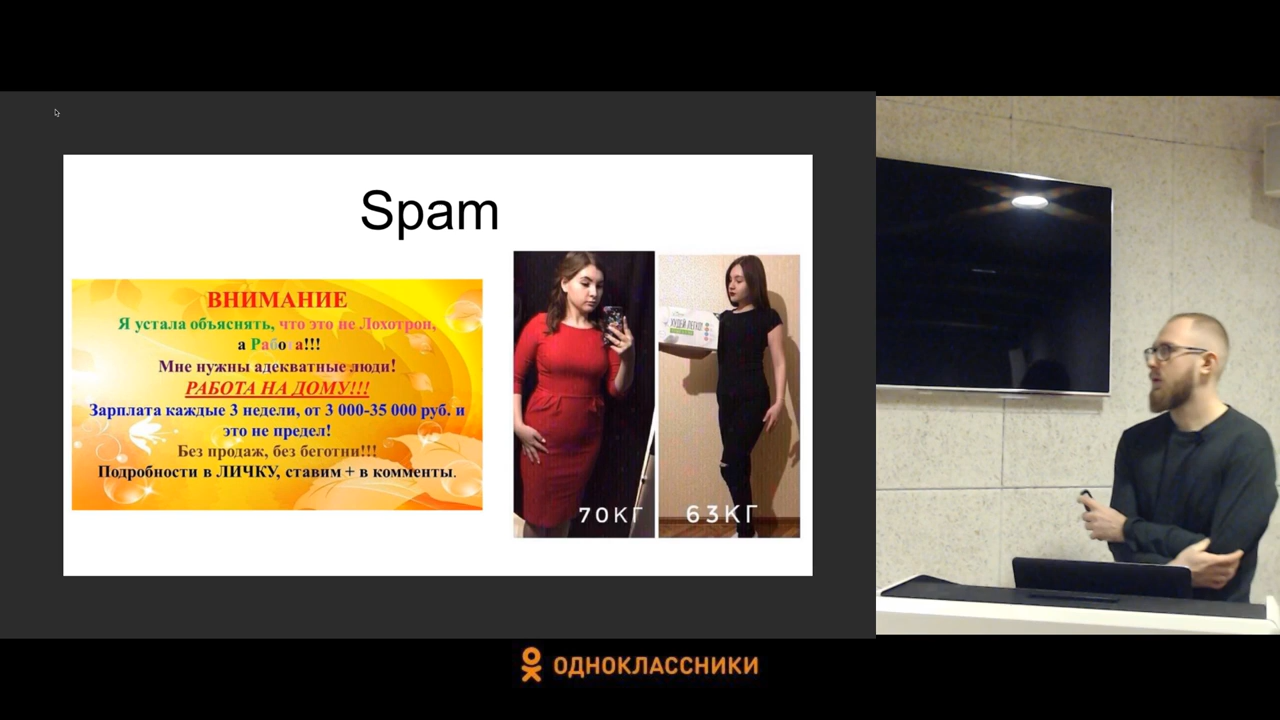 Spam
ВНИМАНИЕ
Я устала объяснять, что это не Лохотрон,
а Работа!!!
Мне нужны адекватные люди!
РАБОТА НА ДОМУ!!!
Зарплата каждые 3 недели, от 3 000-35 000 руб. и
это не предел!
Без продаж, без беготни!!!
Подробности в ЛИЧКУ, ставим + в комменты.
ХУДЕЙ ЛЕГКО!
70КГ
63КГ
ОДНОКЛАССНИКИ